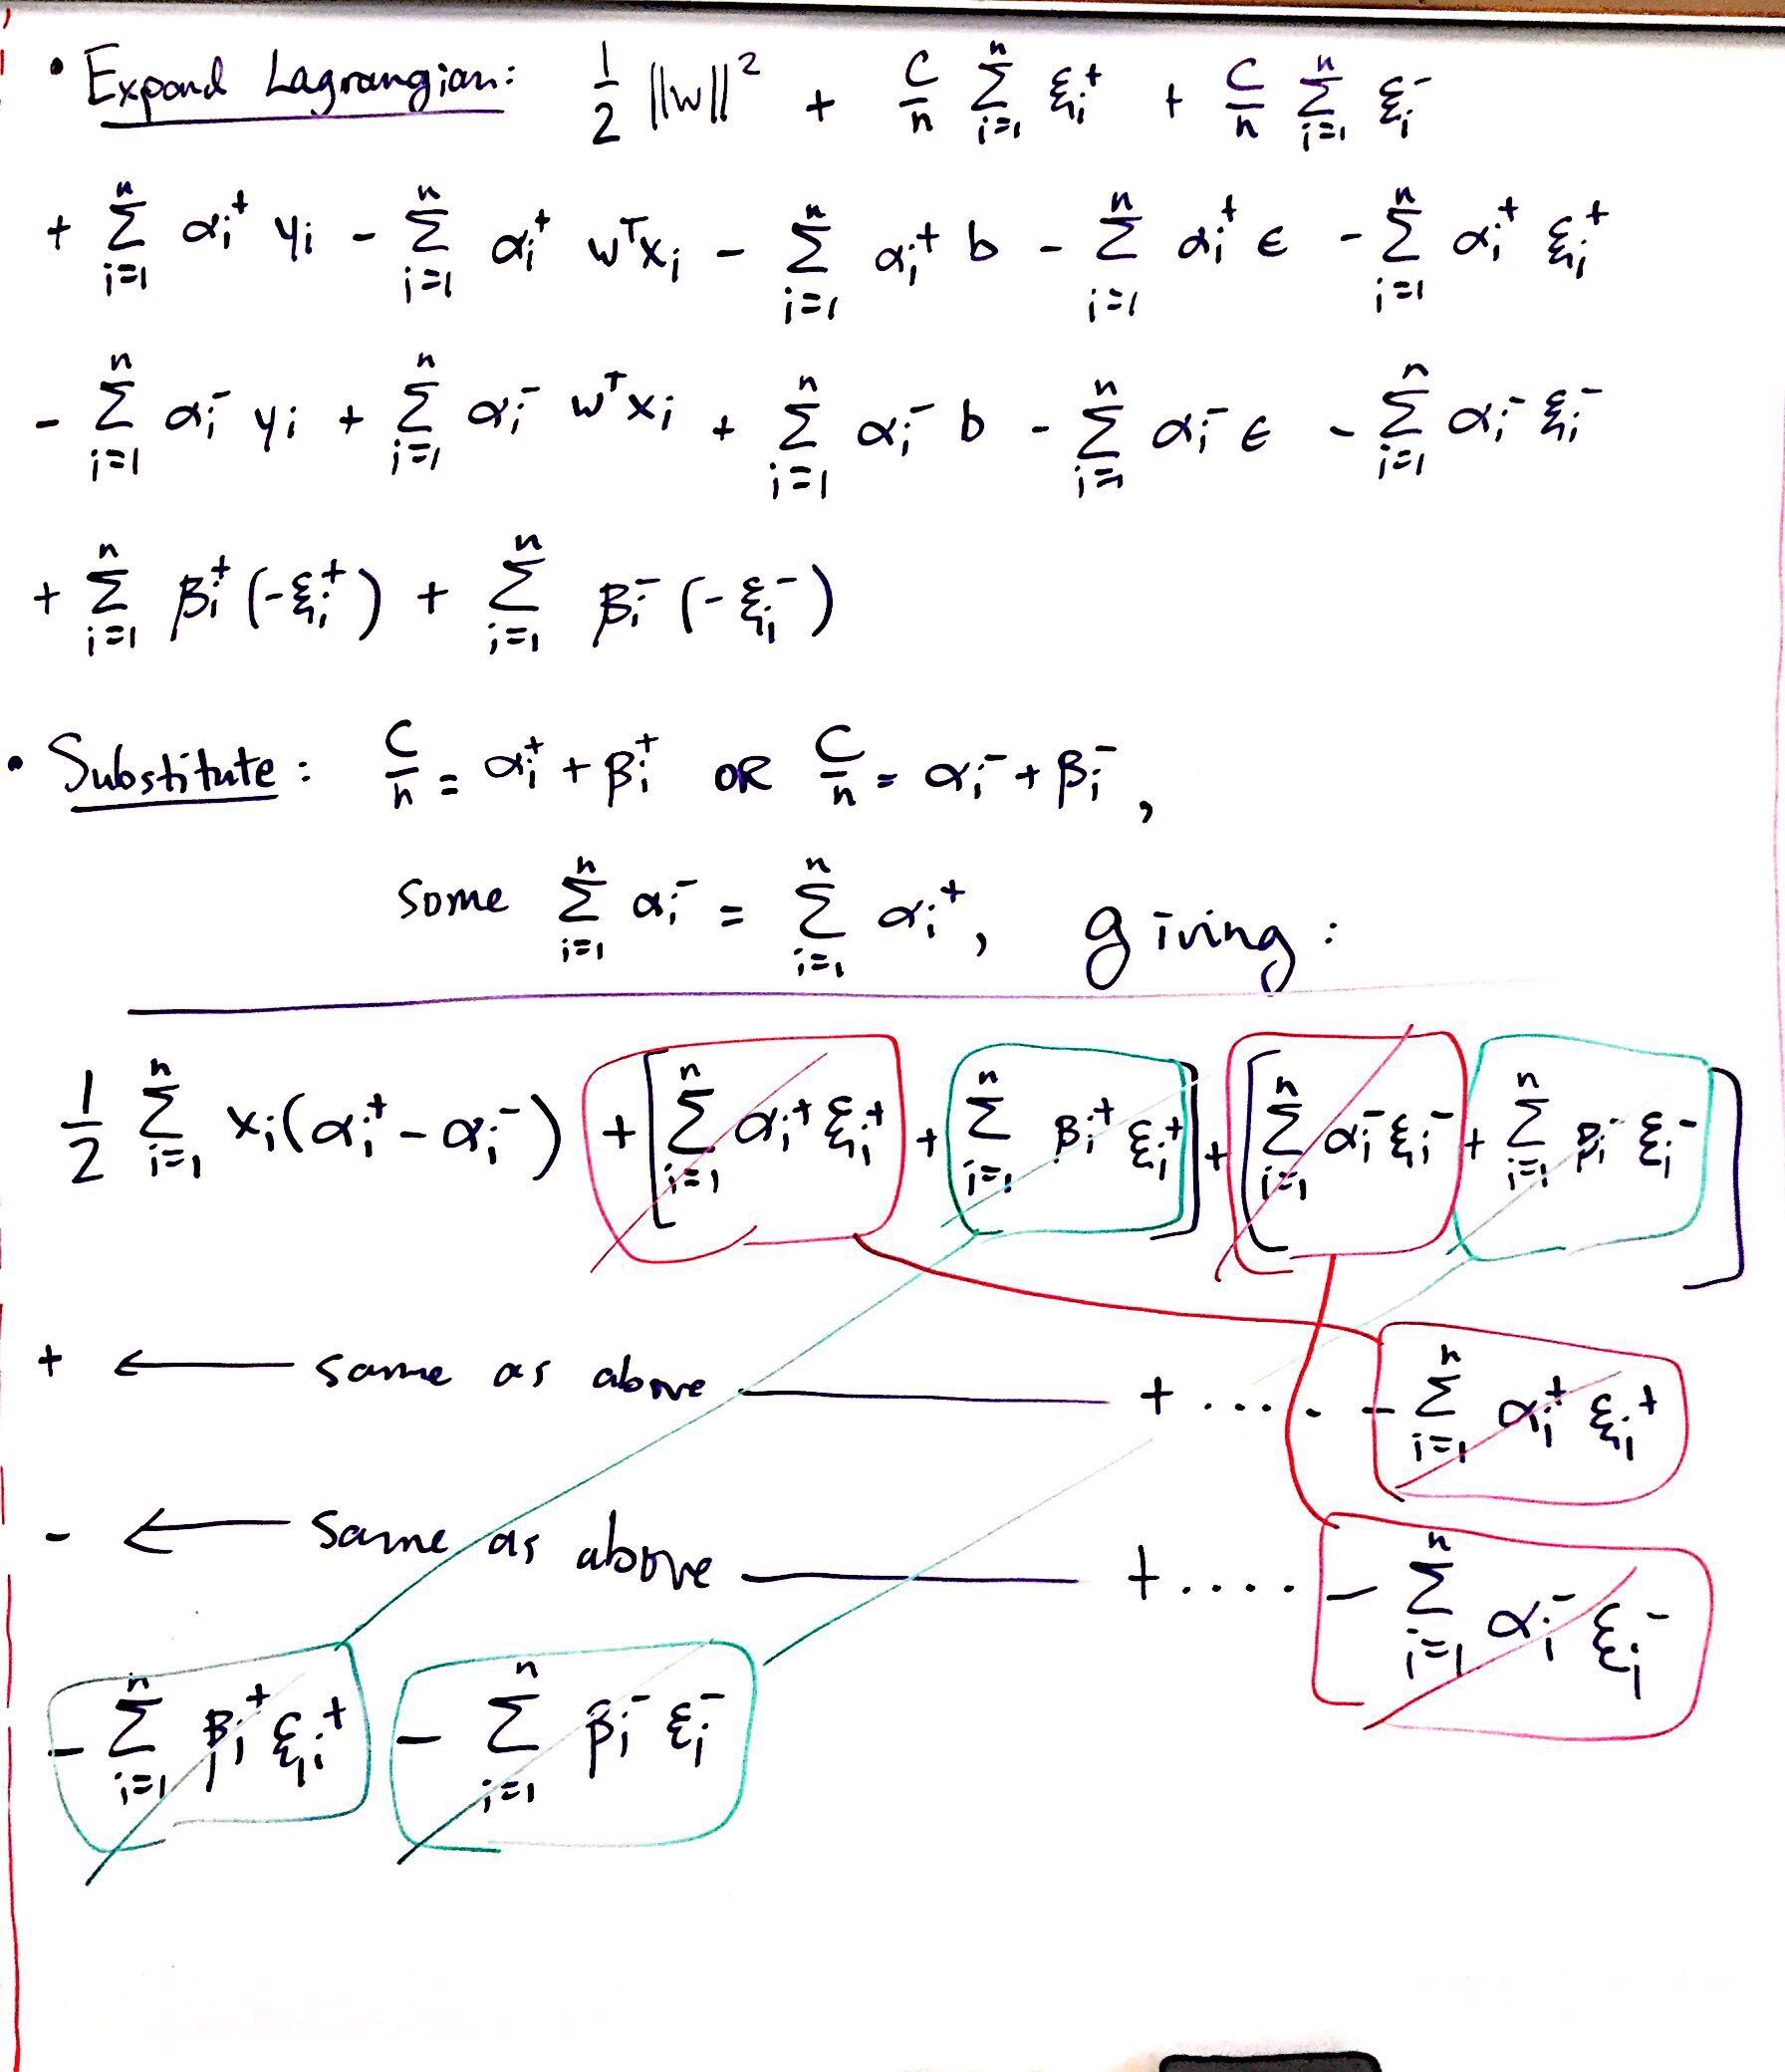 • Expand Lagrangian: 1/2 ||w||² + C/n Σ_{i=1}^{n} ξ_i^+ + C/n Σ_{i=1}^{n} ξ_i^-
+ Σ_{i=1}^{n} α_i^+ y_i - Σ_{i=1}^{n} α_i^+ w^T x_i - Σ_{i=1}^{n} α_i^+ b - Σ_{i=1}^{n} α_i^+ ϵ - Σ_{i=1}^{n} α_i^+ ξ_i^+
- Σ_{i=1}^{n} α_i^- y_i + Σ_{i=1}^{n} α_i^- w^T x_i + Σ_{i=1}^{n} α_i^- b - Σ_{i=1}^{n} α_i^- ϵ - Σ_{i=1}^{n} α_i^- ξ_i^-
+ Σ_{i=1}^{n} β_i^+ (-ξ_i^+) + Σ_{i=1}^{n} β_i^- (-ξ_i^-)
• Substitute: C/n = α_i^+ + β_i^+ OR C/n = α_i^- + β_i^-,
some Σ_{i=1}^{n} α_i^- = Σ_{i=1}^{n} α_i^+, giving:
1/2 Σ_{i=1}^{n} x_i(α_i^+ - α_i^-) + [Σ_{i=1}^{n} α_i^+ ξ_i^+ + Σ_{i=1}^{n} β_i^+ ξ_i^+] + [Σ_{i=1}^{n} α_i^- ξ_i^- + Σ_{i=1}^{n} β_i^- ξ_i^-]
+ ← same as above — + .... - Σ_{i=1}^{n} α_i^+ ξ_i^+
- ← same as above — + .... - Σ_{i=1}^{n} α_i^- ξ_i^-
- Σ_{i=1}^{n} β_i^+ ξ_i^+ - Σ_{i=1}^{n} β_i^- ξ_i^-